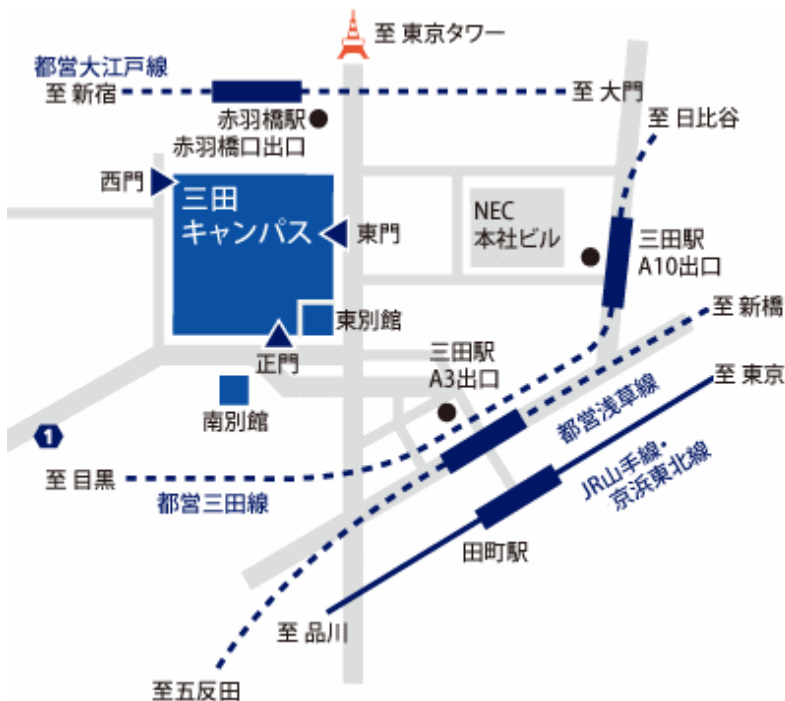 至 東京タワー
都営大江戸線
至 新宿
至 大門
赤羽橋駅
赤羽橋口出口
至 日比谷
西門
三田
キャンパス
東門
NEC
本社ビル
三田駅
A10出口
至 新橋
東別館
正門
三田駅
A3出口
至 東京
南別館
都営浅草線
1
至 目黒
都営三田線
JR山手線・
京浜東北線
田町駅
至 品川
至五反田